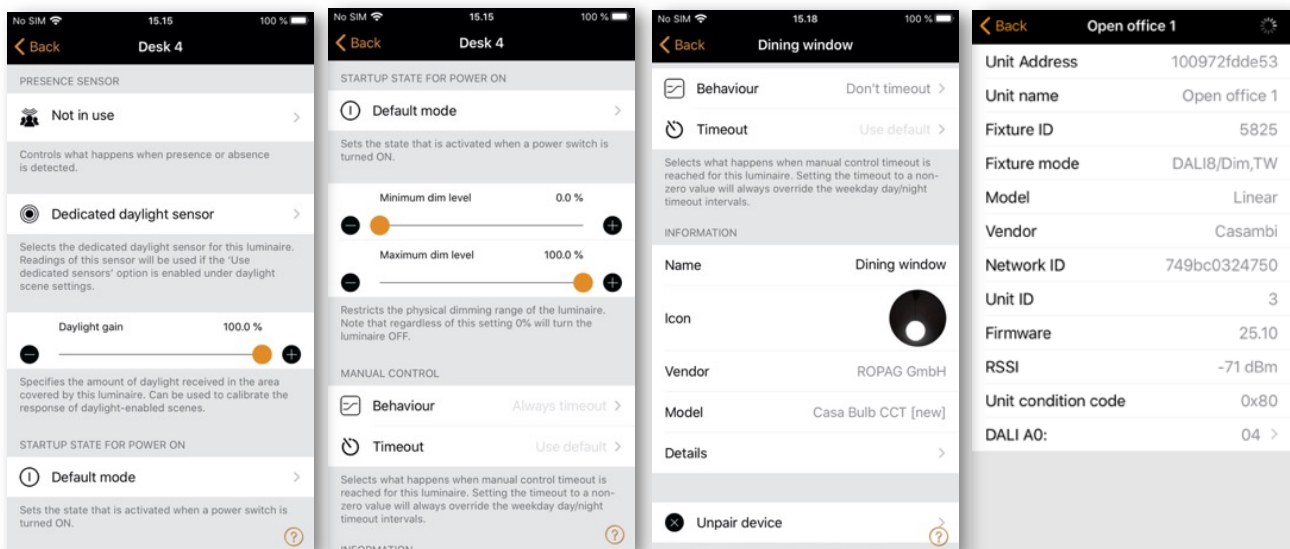 No SIM 15.15 100 %
Back Desk 4
PRESENCE SENSOR
Not in use
Controls what happens when presence or absence
is detected.
Dedicated daylight sensor
Selects the dedicated daylight sensor for this luminaire.
Readings of this sensor will be used if the 'Use
dedicated sensors' option is enabled under daylight
scene settings.
Daylight gain 100.0 %
Specifies the amount of daylight received in the area
covered by this luminaire. Can be used to calibrate the
response of daylight-enabled scenes.
STARTUP STATE FOR POWER ON
Default mode
Sets the state that is activated when a power switch is
turned ON.
?
No SIM 15.15 100 %
Back Desk 4
STARTUP STATE FOR POWER ON
Default mode
Sets the state that is activated when a power switch is
turned ON.
Minimum dim level 0.0 %
Maximum dim level 100.0 %
Restricts the physical dimming range of the luminaire.
Note that regardless of this setting 0% will turn the
luminaire OFF.
MANUAL CONTROL
Behaviour Always timeout
Timeout Use default
Selects what happens when manual control timeout is
reached for this luminaire. Setting the timeout to a non-
zero value will always override the weekday day/night
timeout intervals.
?
INFORMATION
No SIM 15.18 100 %
Back Dining window
Behaviour Don't timeout
Timeout Use default
Selects what happens when manual control timeout is
reached for this luminaire. Setting the timeout to a non-
zero value will always override the weekday day/night
timeout intervals.
INFORMATION
Name Dining window
Icon
Vendor ROPAG GmbH
Model Casa Bulb CCT [new]
Details
Unpair device
?
Back Open office 1
Unit Address 100972fdde53
Unit name Open office 1
Fixture ID 5825
Fixture mode DALI8/Dim,TW
Model Linear
Vendor Casambi
Network ID 749bc0324750
Unit ID 3
Firmware 25.10
RSSI -71 dBm
Unit condition code 0x80
DALI A0: 04